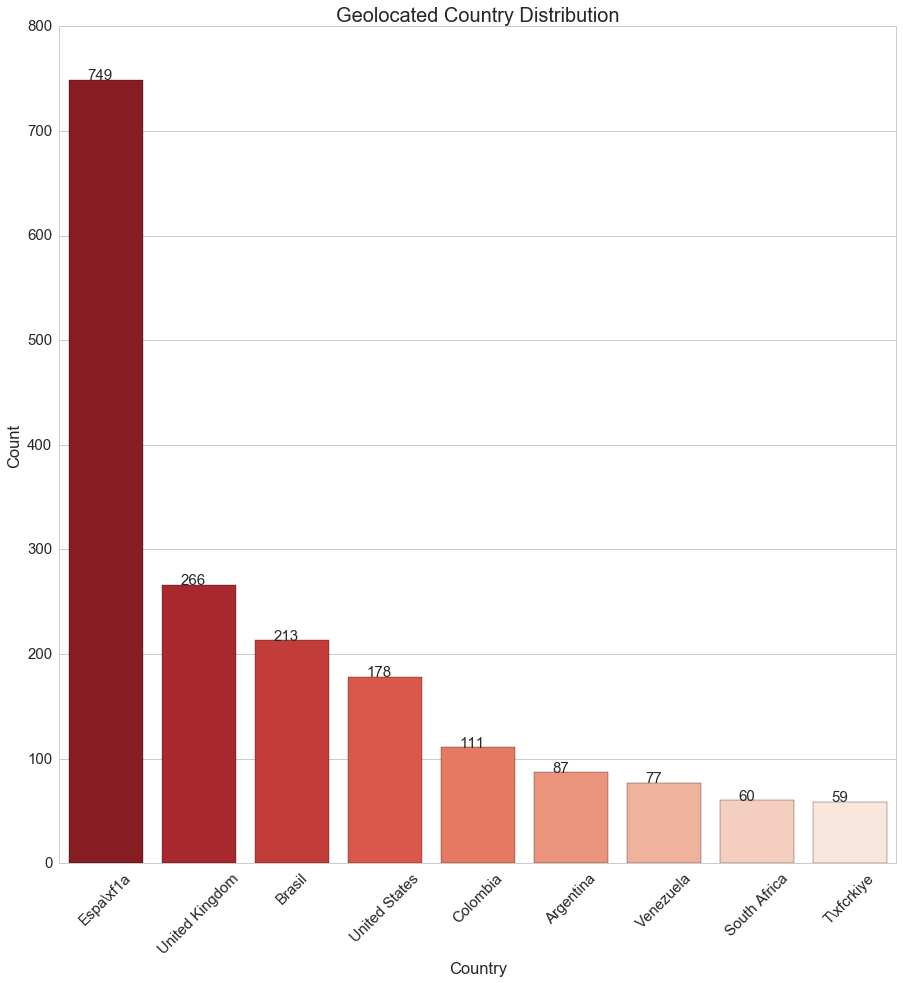 Geolocated Country Distribution
800
700
600
500
400
300
200
100
0
Count
749
266
213
178
111
87
77
60
59
Espa\xf1a
United Kingdom
Brasil
United States
Colombia
Argentina
Venezuela
South Africa
T\xfcrkiye
Country